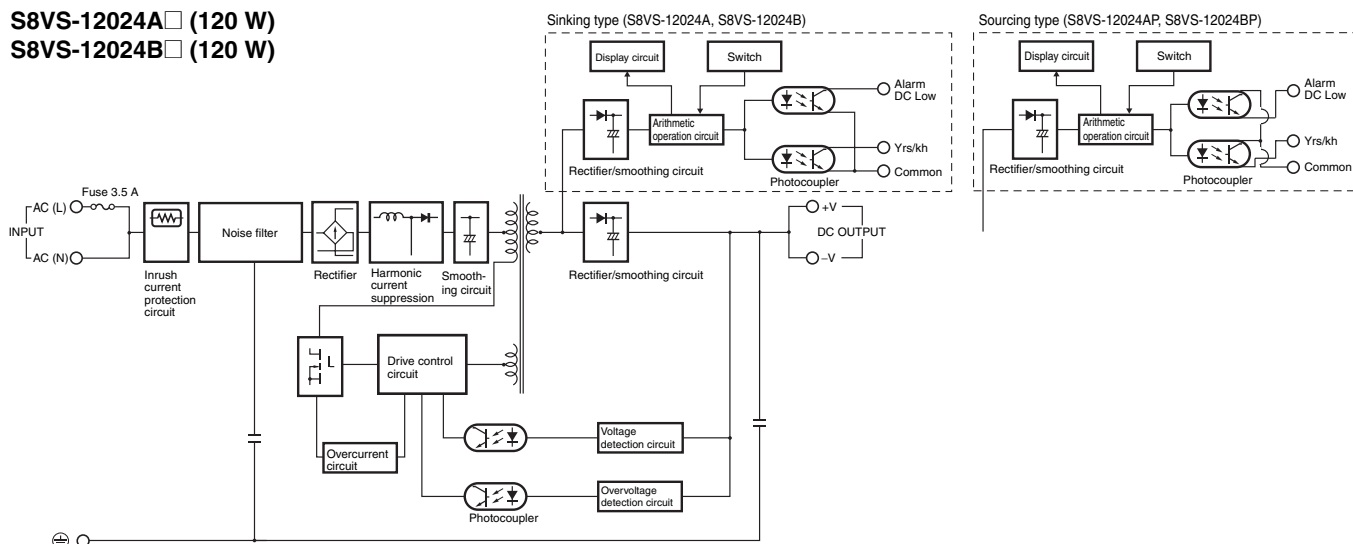 S8VS-12024A□ (120 W)
S8VS-12024B□ (120 W)
Sinking type (S8VS-12024A, S8VS-12024B)
Display circuit
Switch
Arithmetic
operation circuit
Rectifier/smoothing circuit
Photocoupler
Alarm
DC Low
Yrs/kh
Common
Sourcing type (S8VS-12024AP, S8VS-12024BP)
Display circuit
Switch
Arithmetic
operation circuit
Rectifier/smoothing circuit
Photocoupler
Alarm
DC Low
Yrs/kh
Common
Fuse 3.5 A
AC (L)
INPUT
AC (N)
Inrush
current
protection
circuit
Noise filter
Rectifier
Harmonic
current
suppression
Smooth-
ing circuit
Rectifier/smoothing circuit
+V
DC OUTPUT
–V
Drive control
circuit
Overcurrent
circuit
Voltage
detection circuit
Overvoltage
detection circuit
Photocoupler